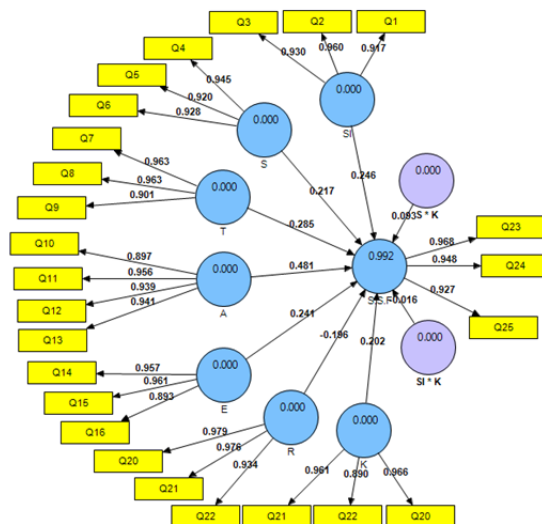 Q3
Q2
Q1
0.930
0.960
0.917
0.000
SI
Q4
Q5
Q6
0.945
0.920
0.928
0.000
S
0.246
0.217
Q7
Q8
Q9
0.963
0.963
0.901
0.000
T
0.285
0.000
S * K
0.093
Q10
Q11
Q12
Q13
0.897
0.956
0.939
0.941
0.000
A
0.481
0.992
S.S.F
0.968
0.948
0.927
Q23
Q24
Q25
-0.016
0.000
SI * K
Q14
Q15
Q16
0.957
0.961
0.893
0.000
E
0.241
-0.196
0.202
0.000
R
0.000
K
Q20
Q21
Q22
0.979
0.976
0.934
0.961
0.890
0.966
Q21
Q22
Q20